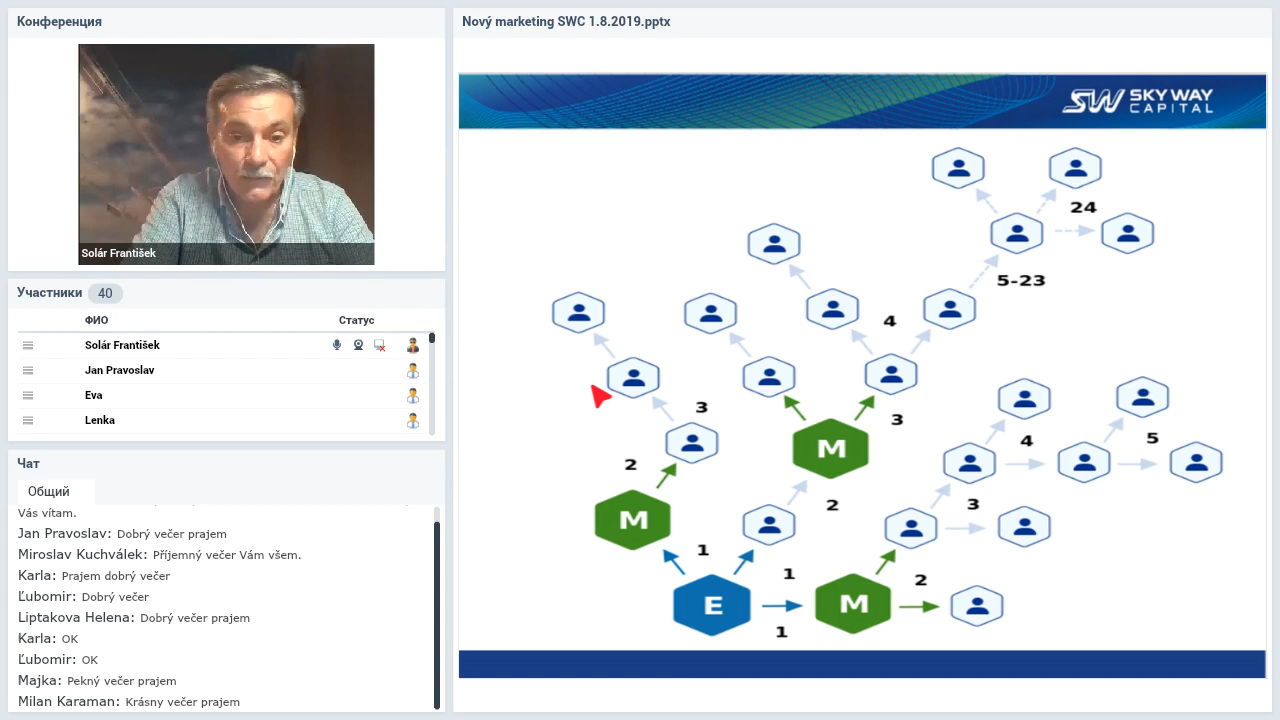 Конференция
Solár František
Участники 40
ФИО Статус
Solár František
Jan Pravoslav
Eva
Lenka
Чат
Общий
Vás vítam.
Jan Pravoslav: Dobrý večer prajem
Miroslav Kuchválek: Příjemný večer Vám všem.
Karla: Prajem dobrý večer
Ľubomir: Dobrý večer
Liptakova Helena: Dobrý večer prajem
Karla: OK
Ľubomir: OK
Majka: Pekný večer prajem
Milan Karaman: Krásny večer prajem
Nový marketing SWC 1.8.2019.pptx
SW SKY WAY
CAPITAL
24
5-23
4
3
3
4
5
2
M
2
3
M
1
1
2
E
M
1